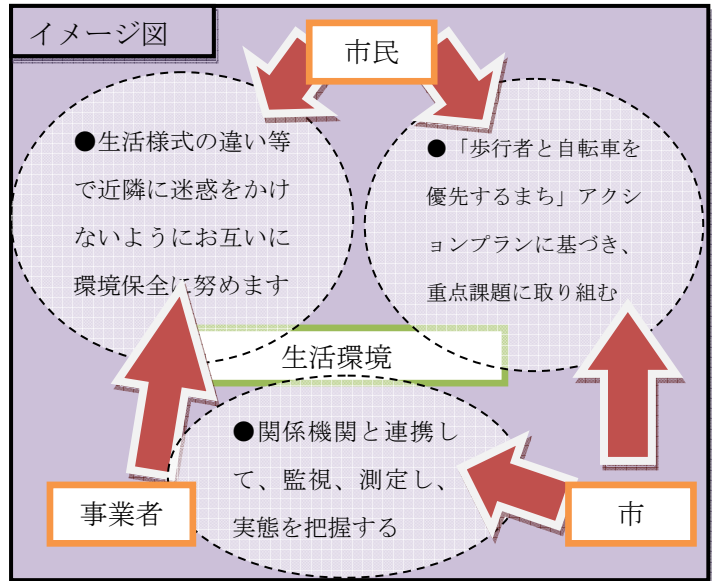 イメージ図
市民
●生活様式の違い等
で近隣に迷惑をかけ
ないようにお互いに
環境保全に努めます
●「歩行者と自転車を
優先するまち」アクシ
ョンプランに基づき、
重点課題に取り組む
生活環境
●関係機関と連携し
て、監視、測定し、
実態を把握する
事業者
市